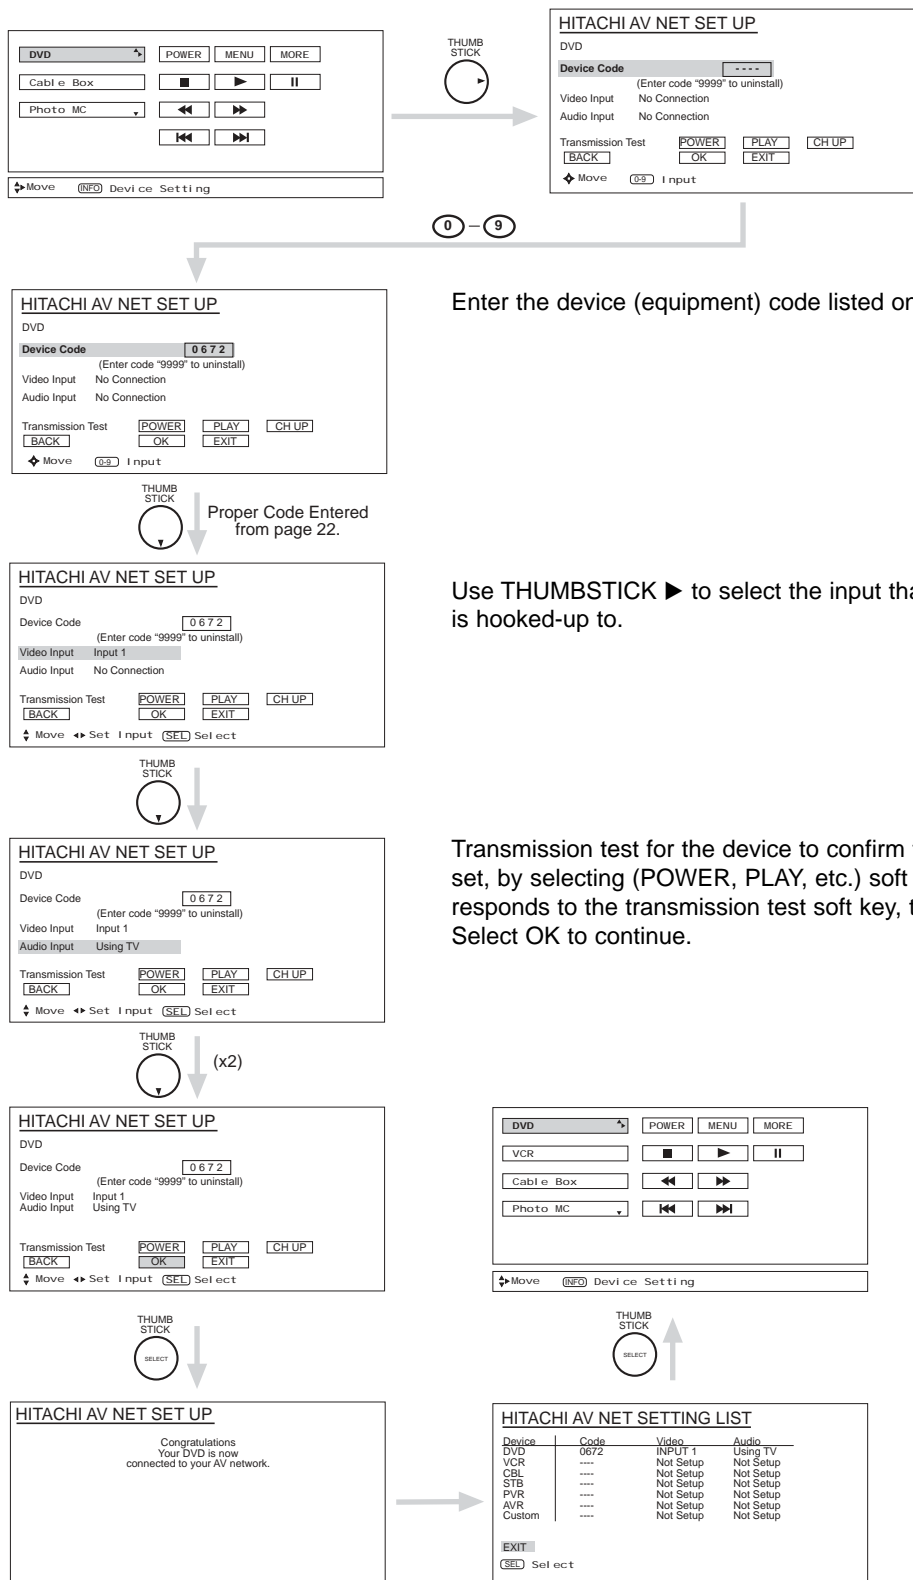 DVD POWER MENU MORE
Cable Box
Photo MC
Move INFO Device Setting
THUMB
STICK
HITACHI AV NET SET UP
DVD
Device Code - - - -
(Enter code “9999” to uninstall)
Video Input No Connection
Audio Input No Connection
Transmission Test POWER PLAY CH UP
BACK OK EXIT
Move 0-9 Input
0 – 9
HITACHI AV NET SET UP
DVD
Device Code 0 6 7 2
(Enter code “9999” to uninstall)
Video Input No Connection
Audio Input No Connection
Transmission Test POWER PLAY CH UP
BACK OK EXIT
Move 0-9 Input
Enter the device (equipment) code listed
THUMB
STICK
Proper Code Entered
from page 22.
HITACHI AV NET SET UP
DVD
Device Code 0 6 7 2
(Enter code “9999” to uninstall)
Video Input Input 1
Audio Input No Connection
Transmission Test POWER PLAY CH UP
BACK OK EXIT
Move Set Input SEL Select
Use THUMBSTICK ▶ to select the input
is hooked-up to.
THUMB
STICK
HITACHI AV NET SET UP
DVD
Device Code 0 6 7 2
(Enter code “9999” to uninstall)
Video Input Input 1
Audio Input Using TV
Transmission Test POWER PLAY CH UP
BACK OK EXIT
Move Set Input SEL Select
Transmission test for the device to confirm
set, by selecting (POWER, PLAY, etc.) soft
responds to the transmission test soft key,
Select OK to continue.
THUMB
STICK
(x2)
HITACHI AV NET SET UP
DVD
Device Code 0 6 7 2
(Enter code “9999” to uninstall)
Video Input Input 1
Audio Input Using TV
Transmission Test POWER PLAY CH UP
BACK OK EXIT
Move Set Input SEL Select
THUMB
STICK
SELECT
HITACHI AV NET SET UP
Congratulations
Your DVD is now
connected to your AV network.
HITACHI AV NET SETTING LIST
Device Code Video Audio
DVD 0672 INPUT 1 Using TV
VCR ---- Not Setup Not Setup
CBL ---- Not Setup Not Setup
STB ---- Not Setup Not Setup
PVR ---- Not Setup Not Setup
AVR ---- Not Setup Not Setup
Custom ---- Not Setup Not Setup
EXIT
SEL Select
THUMB
STICK
SELECT
DVD POWER MENU MORE
VCR
Cable Box
Photo MC
Move INFO Device Setting